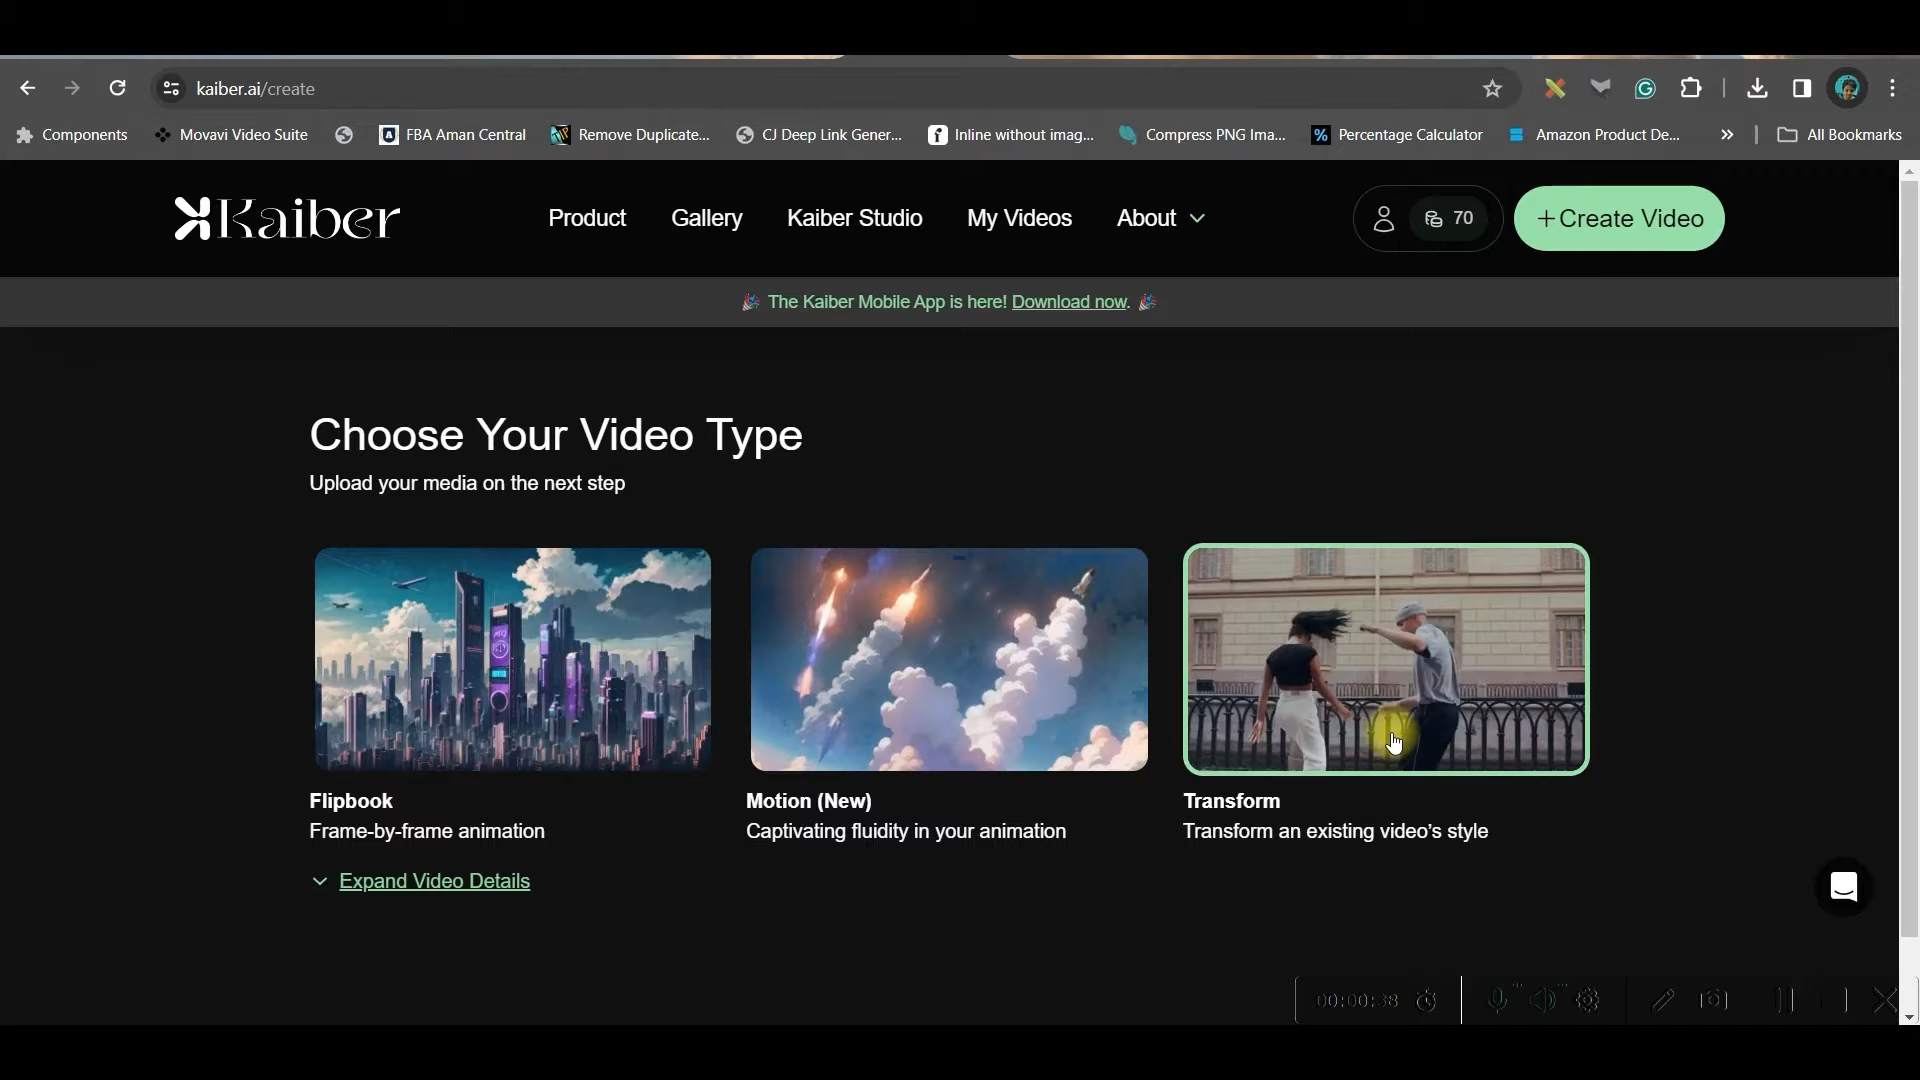 kaiber.ai/create
Components
Movavi Video Suite
FBA Aman Central
Remove Duplicate...
CJ Deep Link Gener...
Inline without imag...
Compress PNG Ima...
Percentage Calculator
Amazon Product De...
All Bookmarks
Kaiber
Product
Gallery
Kaiber Studio
My Videos
About
70
+Create Video
The Kaiber Mobile App is here! Download now.
Choose Your Video Type
Upload your media on the next step
Flipbook
Frame-by-frame animation
Motion (New)
Captivating fluidity in your animation
Transform
Transform an existing video’s style
Expand Video Details
00:00:38